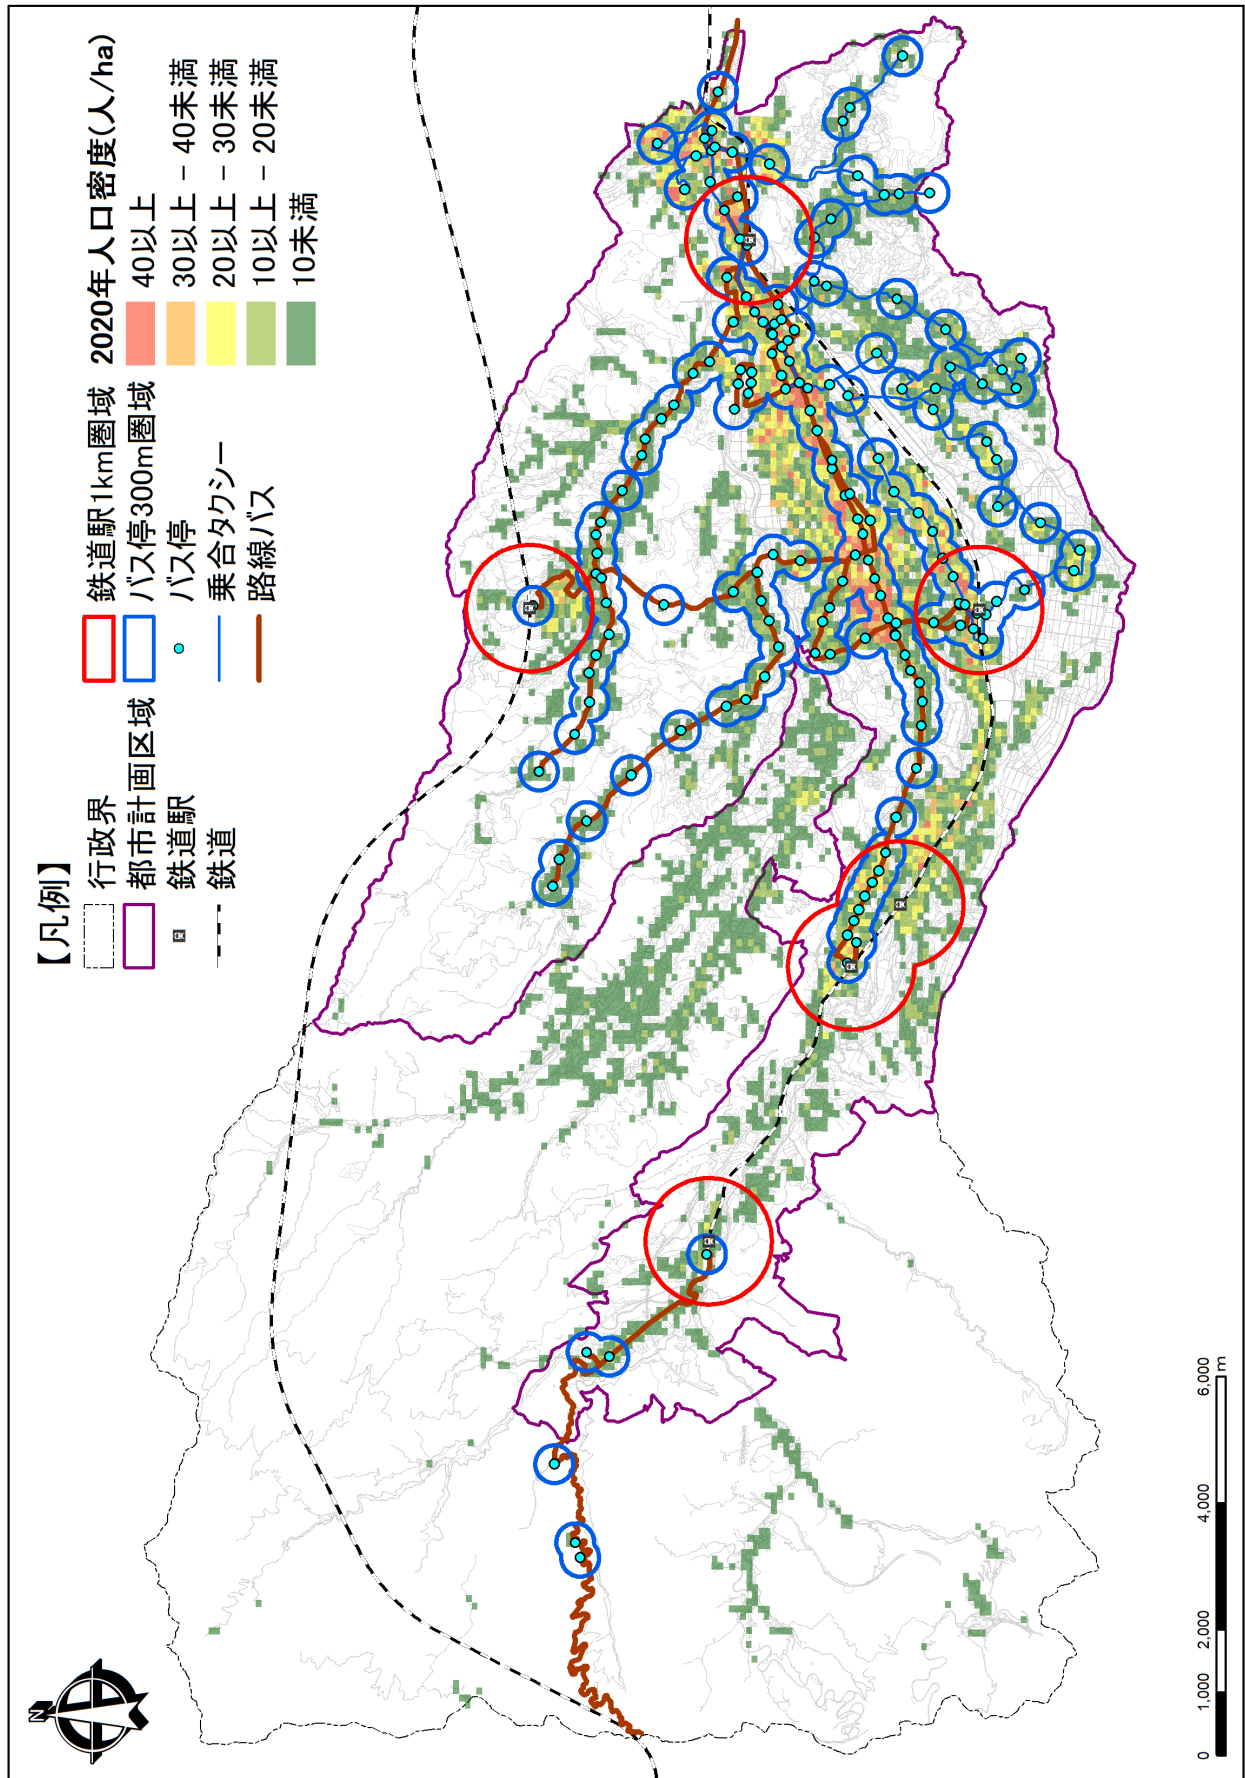 【凡例】
行政界
都市計画区域
鉄道駅
鉄道
鉄道駅1km圏域
バス停300m圏域
バス停
乗合タクシー
路線バス
2020年人口密度(人/ha)
40以上
30以上 - 40未満
20以上 - 30未満
10以上 - 20未満
10未満
N
0 1,000 2,000 4,000 6,000 m